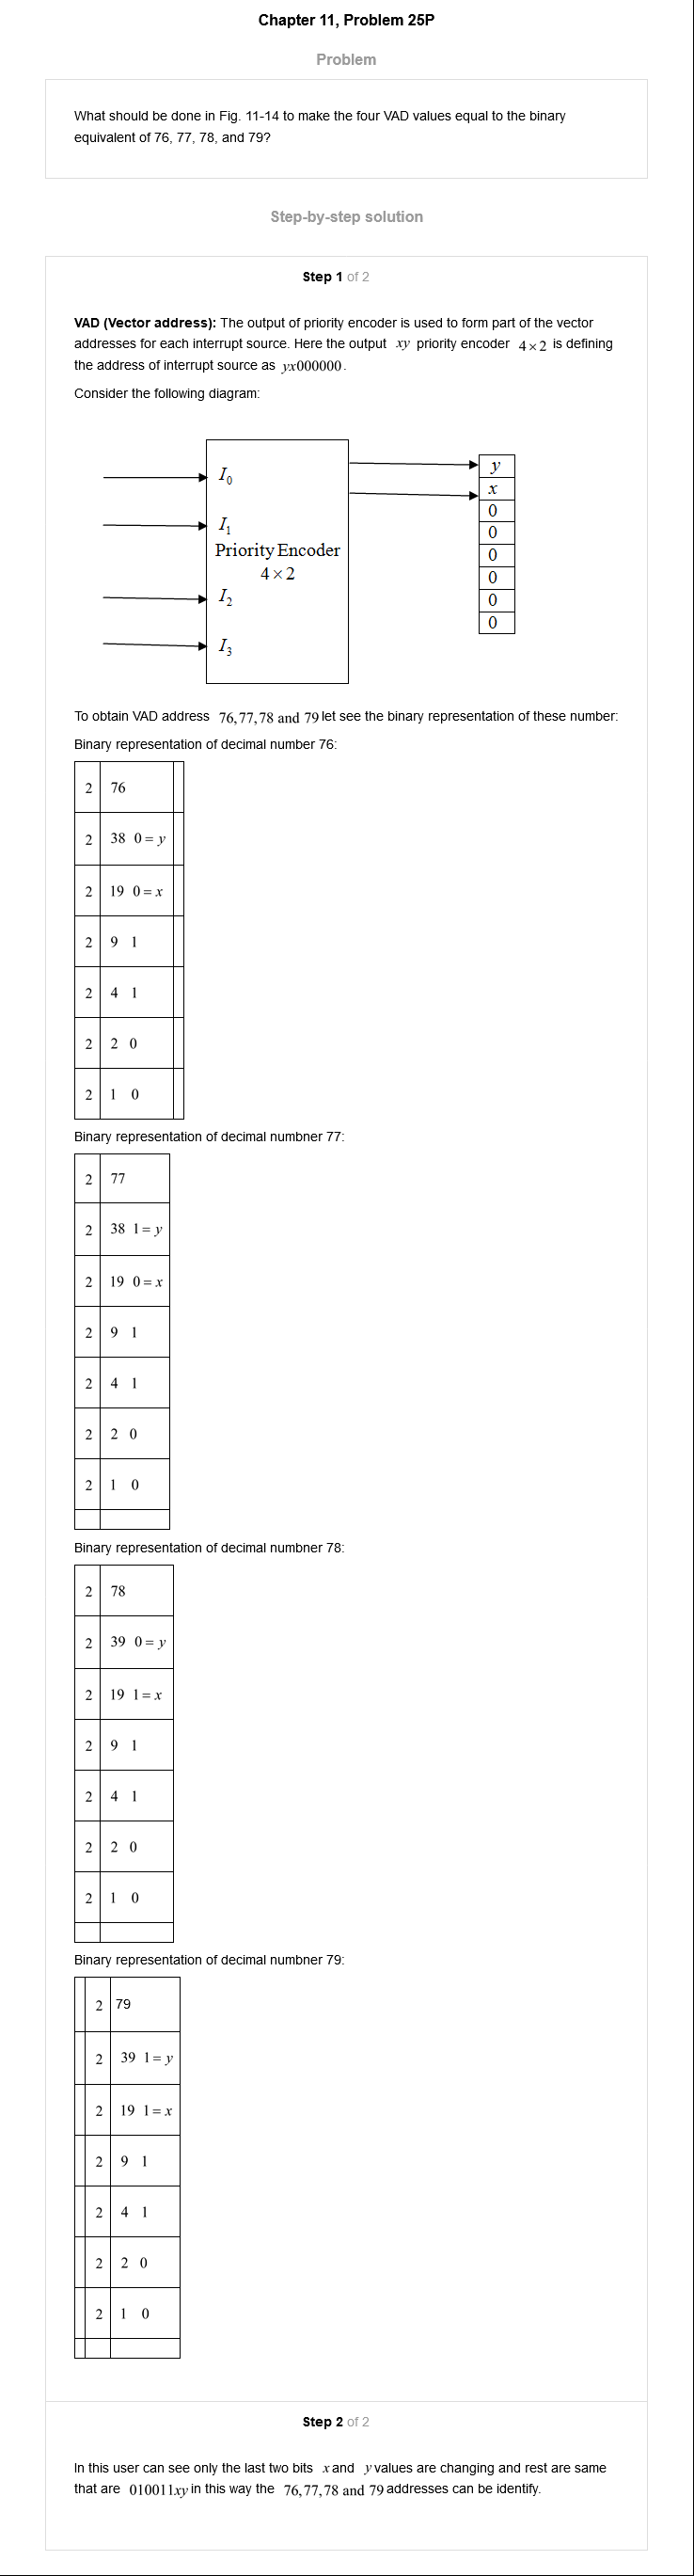 Chapter 11, Problem 25P
Problem
What should be done in Fig. 11-14 to make the four VAD values equal to the binary
equivalent of 76, 77, 78, and 79?
Step-by-step solution
Step 1 of 2
VAD (Vector address): The output of priority encoder is used to form part of the vector
addresses for each interrupt source. Here the output xy priority encoder 4×2 is defining
the address of interrupt source as yx000000.
Consider the following diagram:
I₀
I₁
Priority Encoder
4×2
I₂
I₃
y
x
0
0
0
0
0
0
To obtain VAD address 76,77,78 and 79 let see the binary representation of these number:
Binary representation of decimal number 76:
2 76
2 38 0=y
2 19 0=x
2 9 1
2 4 1
2 2 0
2 1 0
Binary representation of decimal numbner 77:
2 77
2 38 1=y
2 19 0=x
2 9 1
2 4 1
2 2 0
2 1 0
Binary representation of decimal numbner 78:
2 78
2 39 0=y
2 19 1=x
2 9 1
2 4 1
2 2 0
2 1 0
Binary representation of decimal numbner 79:
2 79
2 39 1=y
2 19 1=x
2 9 1
2 4 1
2 2 0
2 1 0
Step 2 of 2
In this user can see only the last two bits x and y values are changing and rest are same
that are 010011xy in this way the 76,77,78 and 79 addresses can be identify.